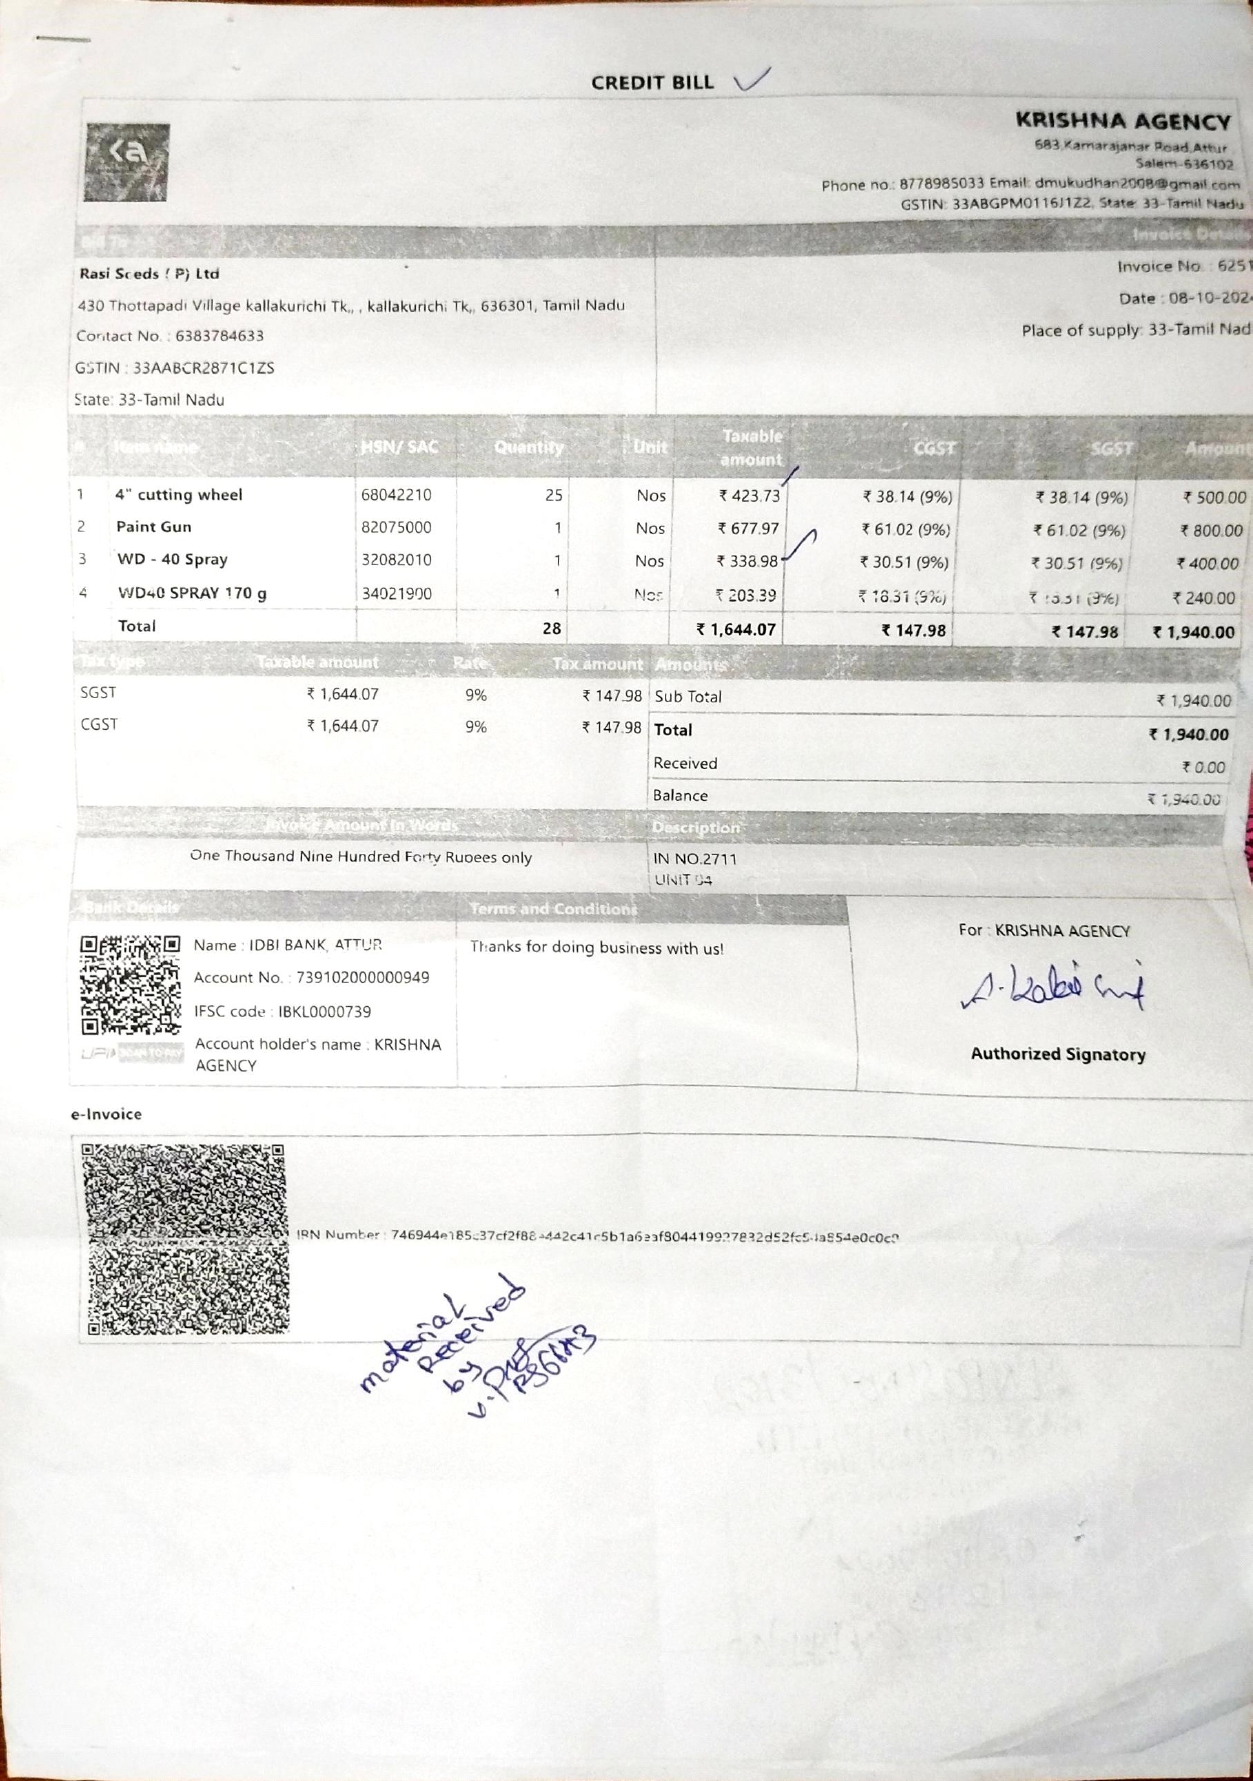 CREDIT BILL
KRISHNA AGENCY
683,Kamarajanar Road,Attur
Salem-636102
Phone no.: 8778985033 Email: dmukudhan2008@gmail.com
GSTIN: 33ABGPM0116J1Z2, State: 33-Tamil Nadu
Bill To
Invoice Details
Rasi Seeds (P) Ltd
Invoice No. : 6251
430 Thottapadi Village kallakurichi Tk,, , kallakurichi Tk,, 636301, Tamil Nadu
Date : 08-10-202
Contact No. : 6383784633
Place of supply: 33-Tamil Nad
GSTIN : 33AABCR2871C1ZS
State: 33-Tamil Nadu
# Item name HSN/ SAC Quantity Unit Taxable amount CGST SGST Amount
1 4" cutting wheel 68042210 25 Nos ₹ 423.73 ₹ 38.14 (9%) ₹ 38.14 (9%) ₹ 500.00
2 Paint Gun 82075000 1 Nos ₹ 677.97 ₹ 61.02 (9%) ₹ 61.02 (9%) ₹ 800.00
3 WD - 40 Spray 32082010 1 Nos ₹ 338.98 ₹ 30.51 (9%) ₹ 30.51 (9%) ₹ 400.00
4 WD40 SPRAY 170 g 34021900 1 Nos ₹ 203.39 ₹ 18.31 (9%) ₹ 18.31 (9%) ₹ 240.00
Total 28 ₹ 1,644.07 ₹ 147.98 ₹ 147.98 ₹ 1,940.00
Tax type Taxable amount Rate Tax amount Amounts
SGST ₹ 1,644.07 9% ₹ 147.98 Sub Total ₹ 1,940.00
CGST ₹ 1,644.07 9% ₹ 147.98 Total ₹ 1,940.00
Received ₹ 0.00
Balance ₹ 1,940.00
Invoice Amount In Words Description
One Thousand Nine Hundred Forty Rupees only IN NO.2711
UNIT 04
Bank Details Terms and Conditions
For : KRISHNA AGENCY
Name : IDBI BANK, ATTUR Thanks for doing business with us!
Account No. : 739102000000949
IFSC code : IBKL0000739
Account holder's name : KRISHNA
AGENCY
UPI SCAN TO PAY
Authorized Signatory
e-Invoice
IRN Number :
material
Received
by